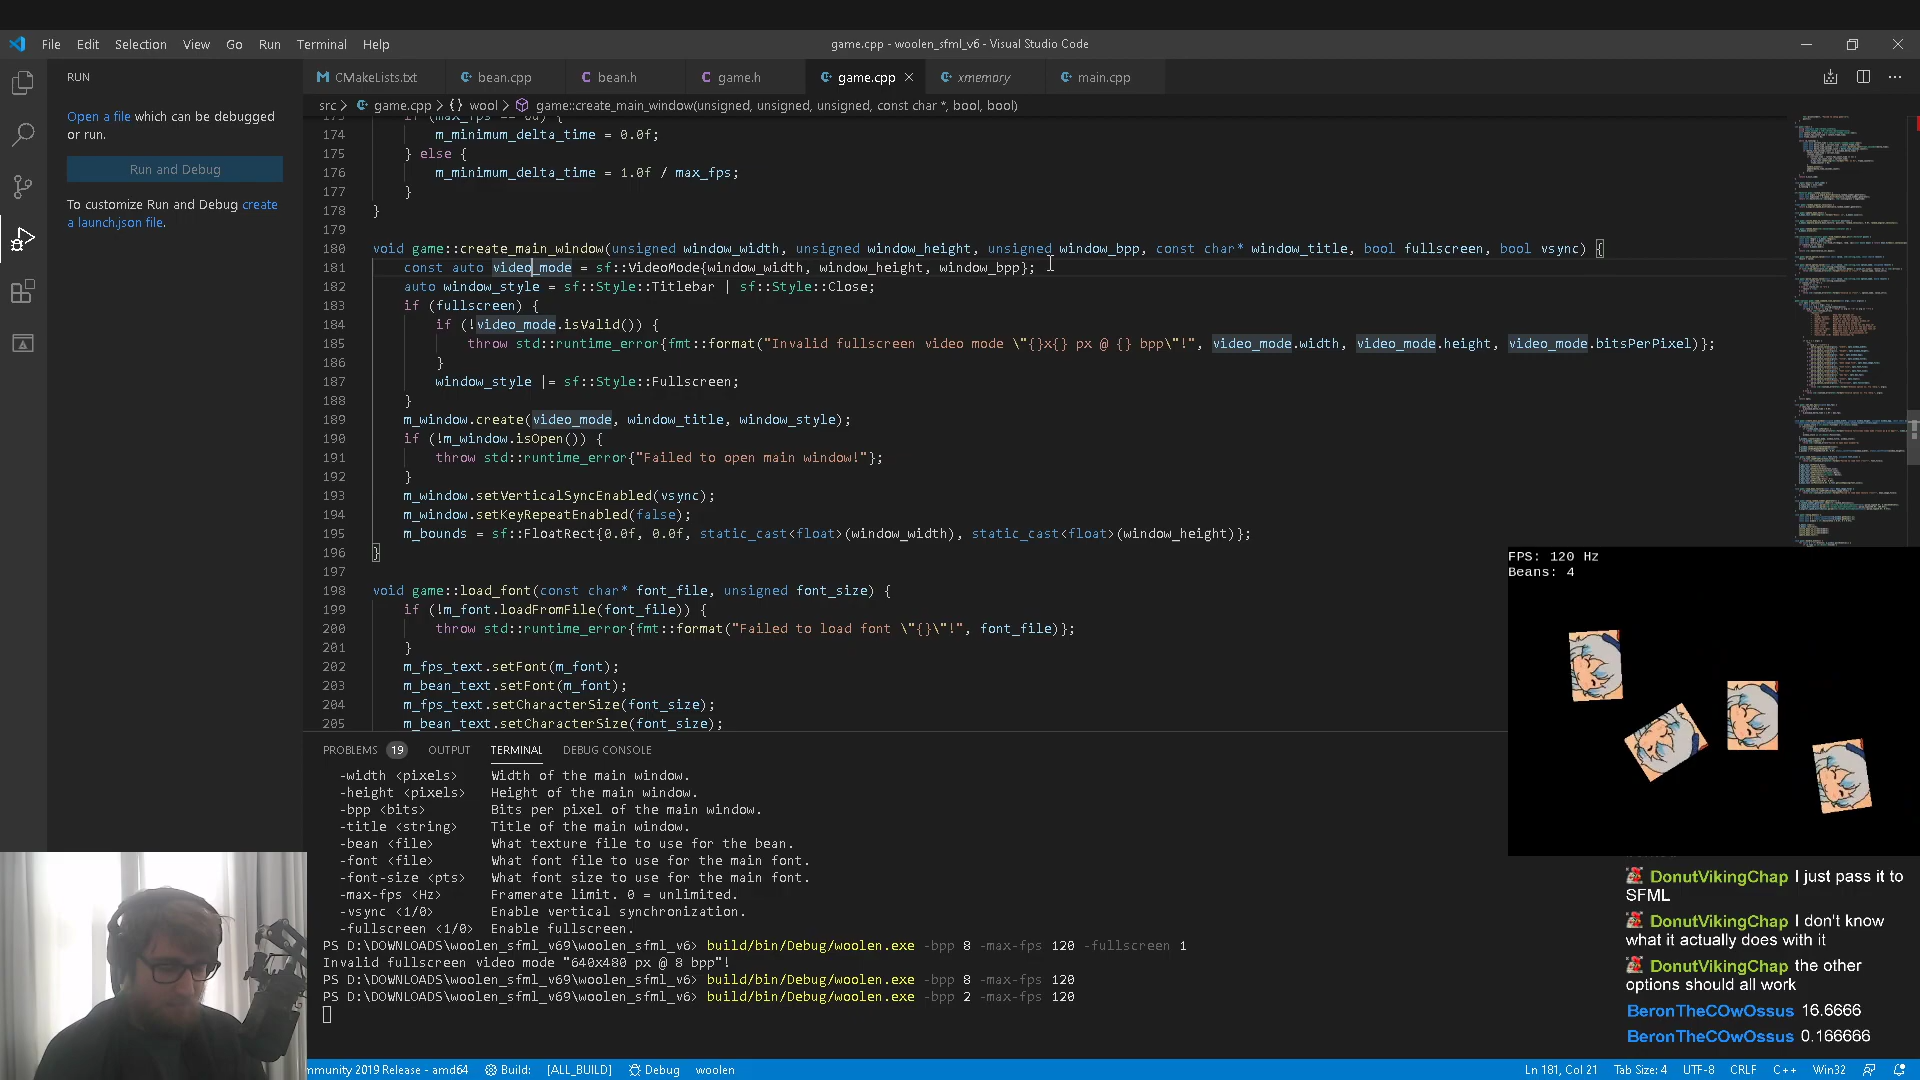 File Edit Selection View Go Run Terminal Help
game.cpp - woolen_sfml_v6 - Visual Studio Code
RUN
CMakeLists.txt bean.cpp bean.h game.h game.cpp xmemory main.cpp
src > game.cpp > {} wool > game::create_main_window(unsigned, unsigned, unsigned, const char *, bool, bool)
Open a file which can be debugged
or run.
Run and Debug
To customize Run and Debug create
a launch.json file.
174 m_minimum_delta_time = 0.0f;
175 } else {
176 m_minimum_delta_time = 1.0f / max_fps;
177 }
178 }
179
180 void game::create_main_window(unsigned window_width, unsigned window_height, unsigned window_bpp, const char* window_title, bool fullscreen, bool vsync) {
181 const auto video_mode = sf::VideoMode{window_width, window_height, window_bpp};
182 auto window_style = sf::Style::Titlebar | sf::Style::Close;
183 if (fullscreen) {
184 if (!video_mode.isValid()) {
185 throw std::runtime_error{fmt::format("Invalid fullscreen video mode \"{}x{} px @ {} bpp\"!", video_mode.width, video_mode.height, video_mode.bitsPerPixel)};
186 }
187 window_style |= sf::Style::Fullscreen;
188 }
189 m_window.create(video_mode, window_title, window_style);
190 if (!m_window.isOpen()) {
191 throw std::runtime_error{"Failed to open main window!"};
192 }
193 m_window.setVerticalSyncEnabled(vsync);
194 m_window.setKeyRepeatEnabled(false);
195 m_bounds = sf::FloatRect{0.0f, 0.0f, static_cast<float>(window_width), static_cast<float>(window_height)};
196 }
197
198 void game::load_font(const char* font_file, unsigned font_size) {
199 if (!m_font.loadFromFile(font_file)) {
200 throw std::runtime_error{fmt::format("Failed to load font \"{}\"!", font_file)};
201 }
202 m_fps_text.setFont(m_font);
203 m_bean_text.setFont(m_font);
204 m_fps_text.setCharacterSize(font_size);
205 m_bean_text.setCharacterSize(font_size);
FPS: 120 Hz
Beans: 4
PROBLEMS 19 OUTPUT TERMINAL DEBUG CONSOLE
-width <pixels> Width of the main window.
-height <pixels> Height of the main window.
-bpp <bits> Bits per pixel of the main window.
-title <string> Title of the main window.
-bean <file> What texture file to use for the bean.
-font <file> What font file to use for the main font.
-font-size <pts> What font size to use for the main font.
-max-fps <Hz> Framerate limit. 0 = unlimited.
-vsync <1/0> Enable vertical synchronization.
-fullscreen <1/0> Enable fullscreen.
PS D:\DOWNLOADS\woolen_sfml_v69\woolen_sfml_v6> build/bin/Debug/woolen.exe -bpp 8 -max-fps 120 -fullscreen 1
Invalid fullscreen video mode "640x480 px @ 8 bpp"!
PS D:\DOWNLOADS\woolen_sfml_v69\woolen_sfml_v6> build/bin/Debug/woolen.exe -bpp 8 -max-fps 120
PS D:\DOWNLOADS\woolen_sfml_v69\woolen_sfml_v6> build/bin/Debug/woolen.exe -bpp 2 -max-fps 120
DonutVikingChap I just pass it to
SFML
DonutVikingChap I don't know
what it actually does with it
DonutVikingChap the other
options should all work
BeronTheCOwOssus 16.6666
BeronTheCOwOssus 0.166666
mmunity 2019 Release - amd64 Build: [ALL_BUILD] Debug woolen
Ln 181, Col 21 Tab Size: 4 UTF-8 CRLF C++ Win32